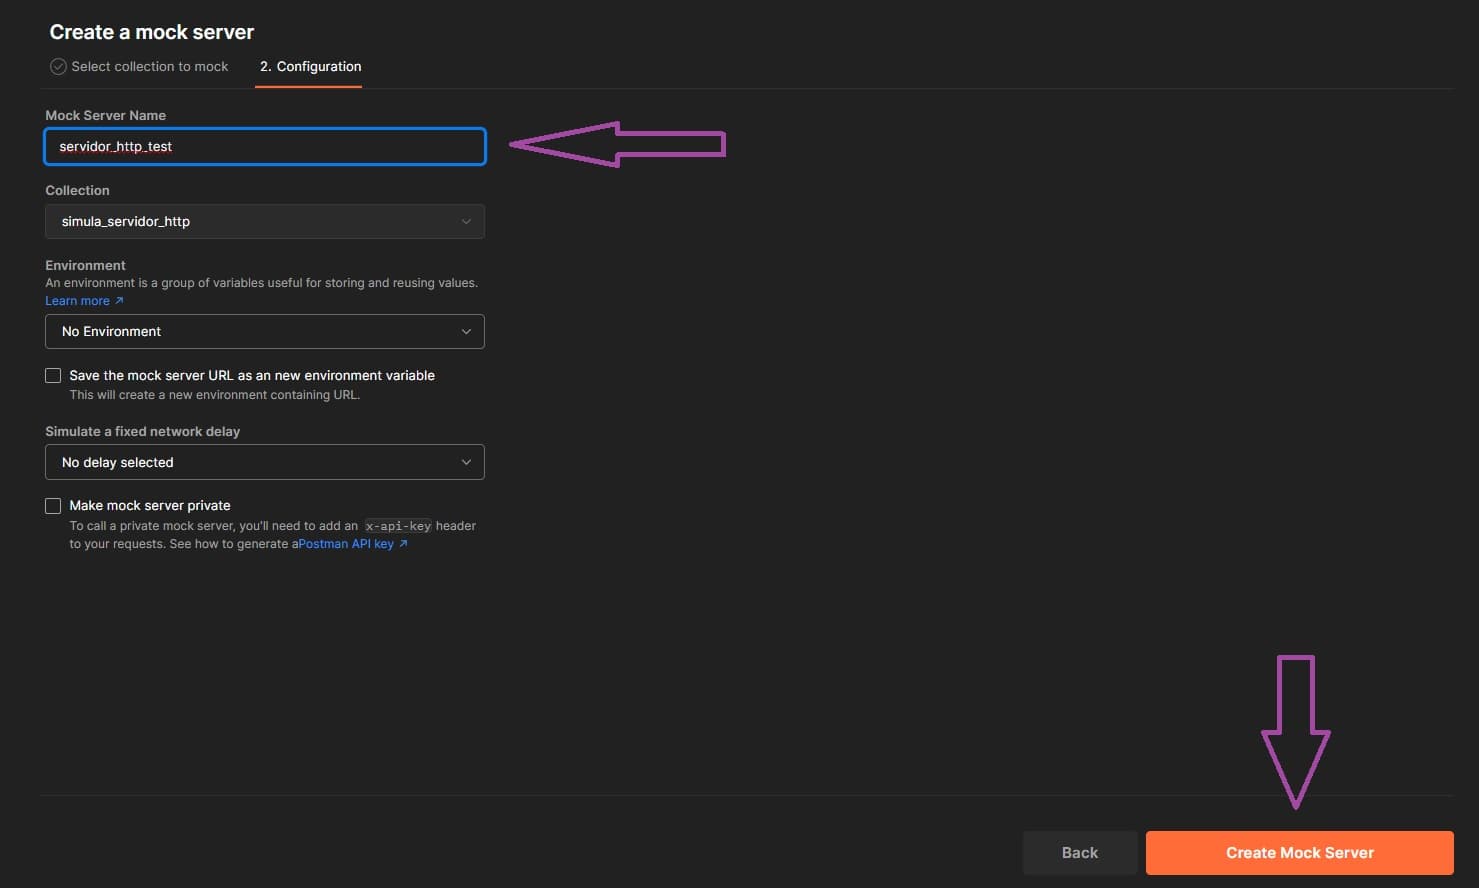 Create a mock server
Select collection to mock
2. Configuration
Mock Server Name
servidor_http_test
Collection
simula_servidor_http
Environment
An environment is a group of variables useful for storing and reusing values.
Learn more ↗
No Environment
Save the mock server URL as an new environment variable
This will create a new environment containing URL.
Simulate a fixed network delay
No delay selected
Make mock server private
To call a private mock server, you'll need to add an x-api-key header
to your requests. See how to generate aPostman API key ↗
Back
Create Mock Server